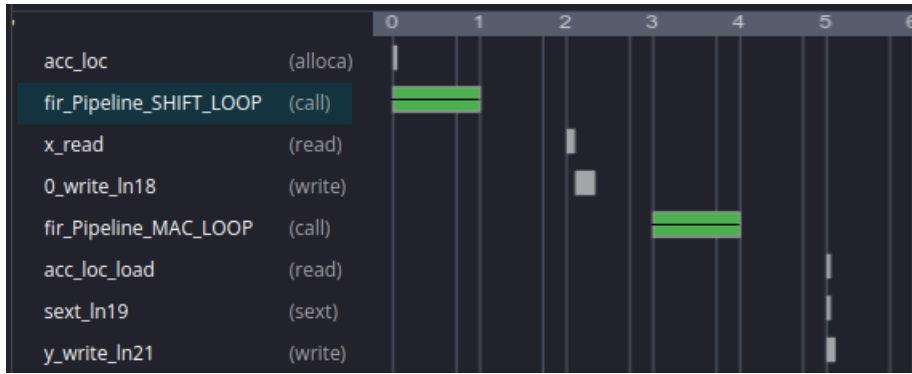 0 1 2 3 4 5 6
acc_loc (alloca)
fir_Pipeline_SHIFT_LOOP (call)
x_read (read)
0_write_ln18 (write)
fir_Pipeline_MAC_LOOP (call)
acc_loc_load (read)
sext_ln19 (sext)
y_write_ln21 (write)